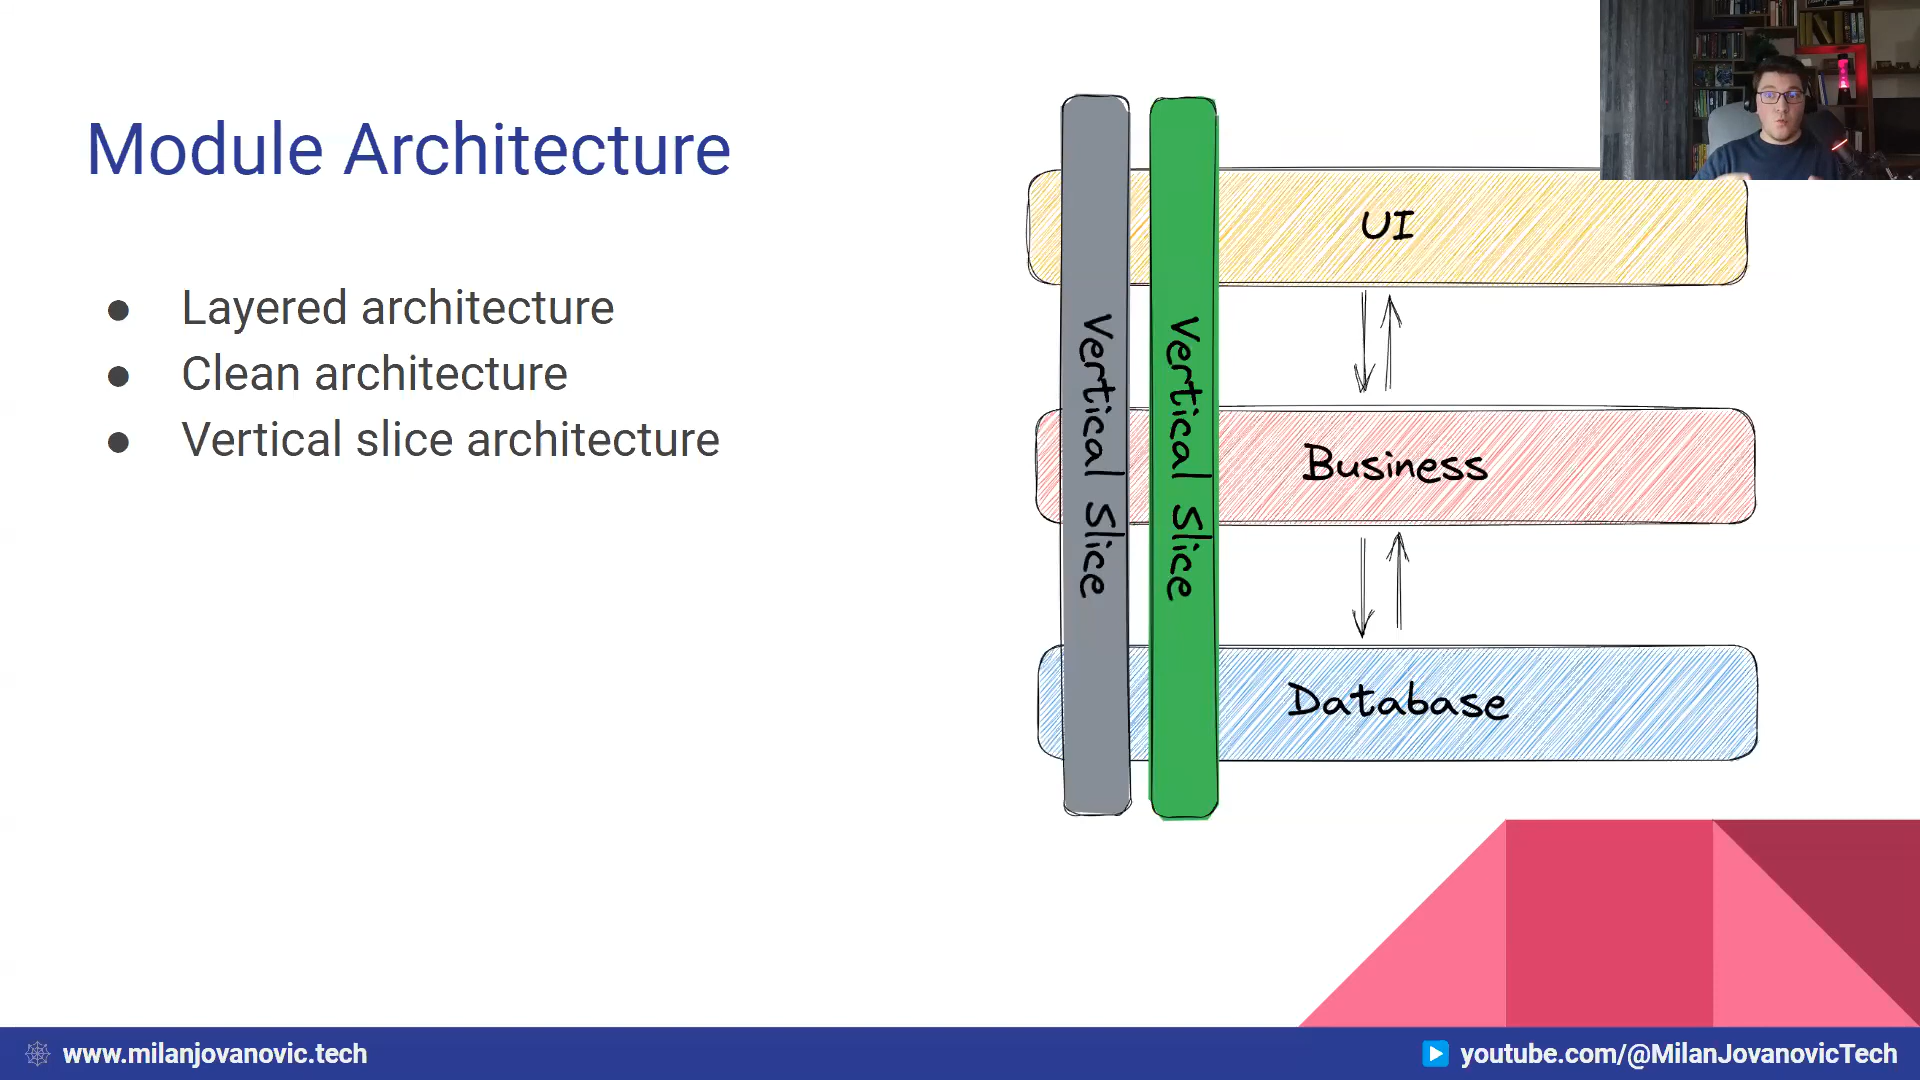 Module Architecture
Layered architecture
Clean architecture
Vertical slice architecture
Vertical Slice
Vertical Slice
UI
Business
Database
www.milanjovanovic.tech
youtube.com/@MilanJovanovicTech